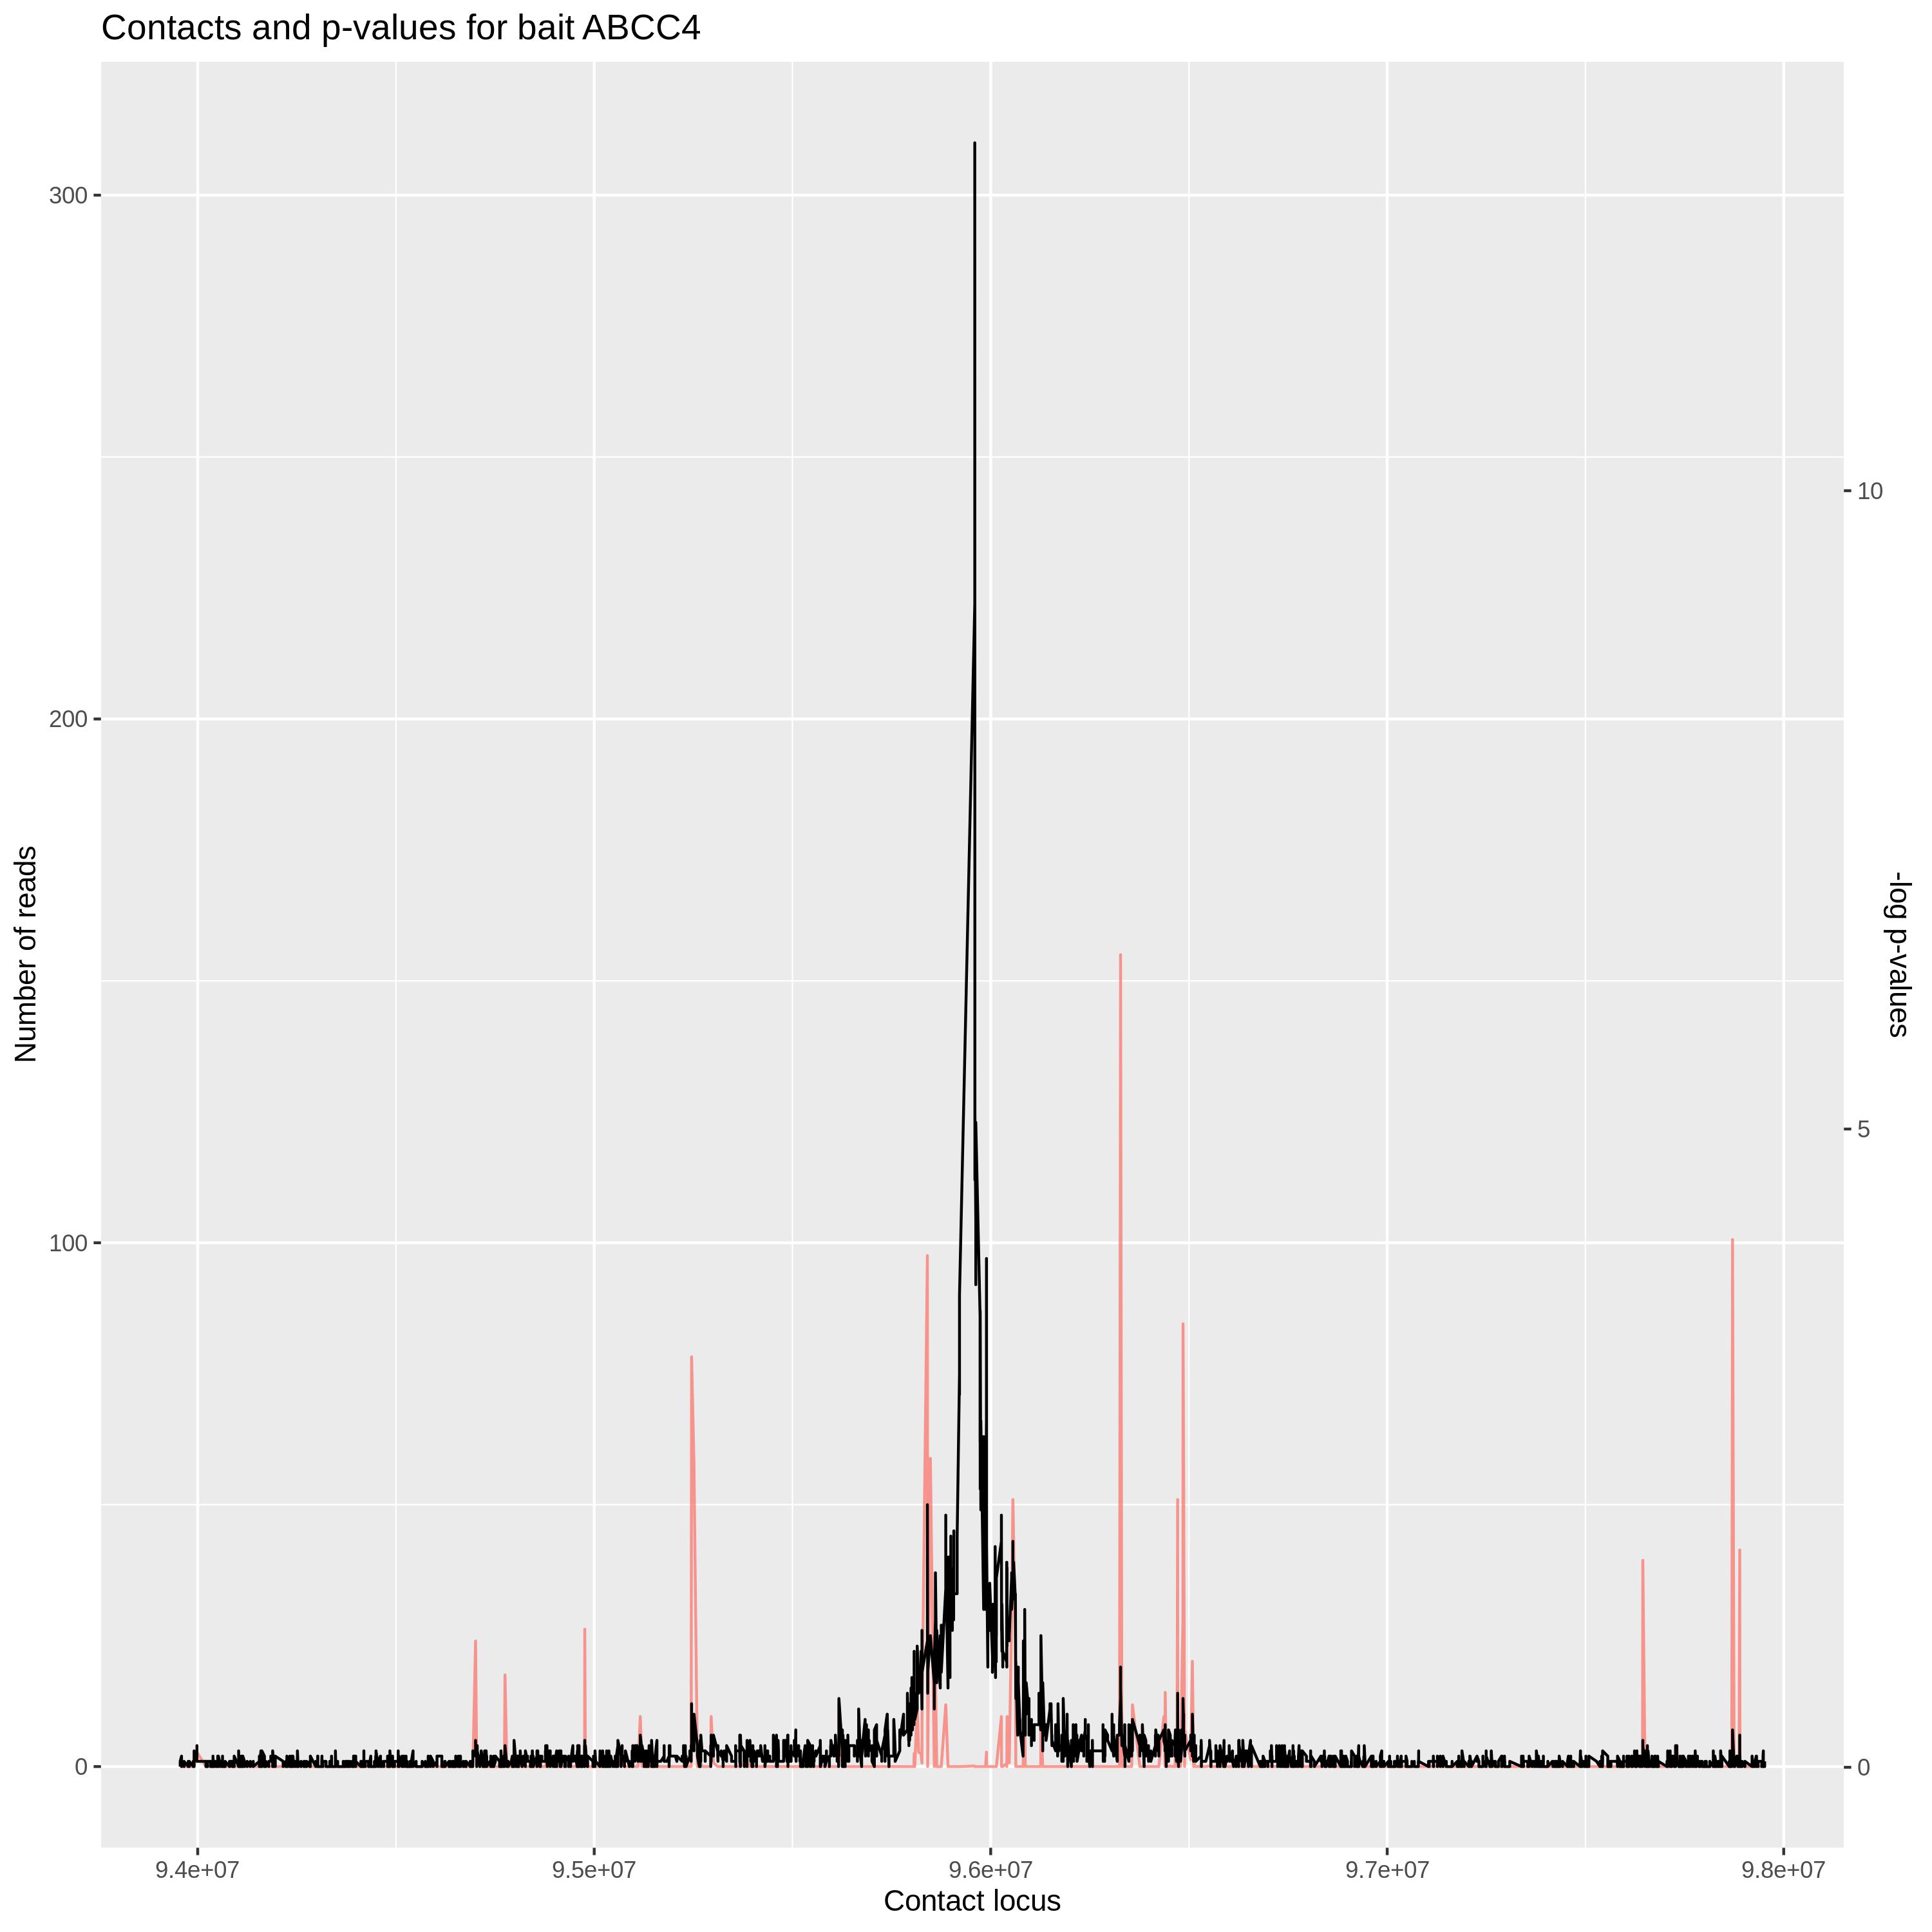 Contacts and p-values for bait ABCC4
300
200
100
0
Number of reads
10
5
0
-log p-values
9.4e+07
9.5e+07
9.6e+07
9.7e+07
9.8e+07
Contact locus